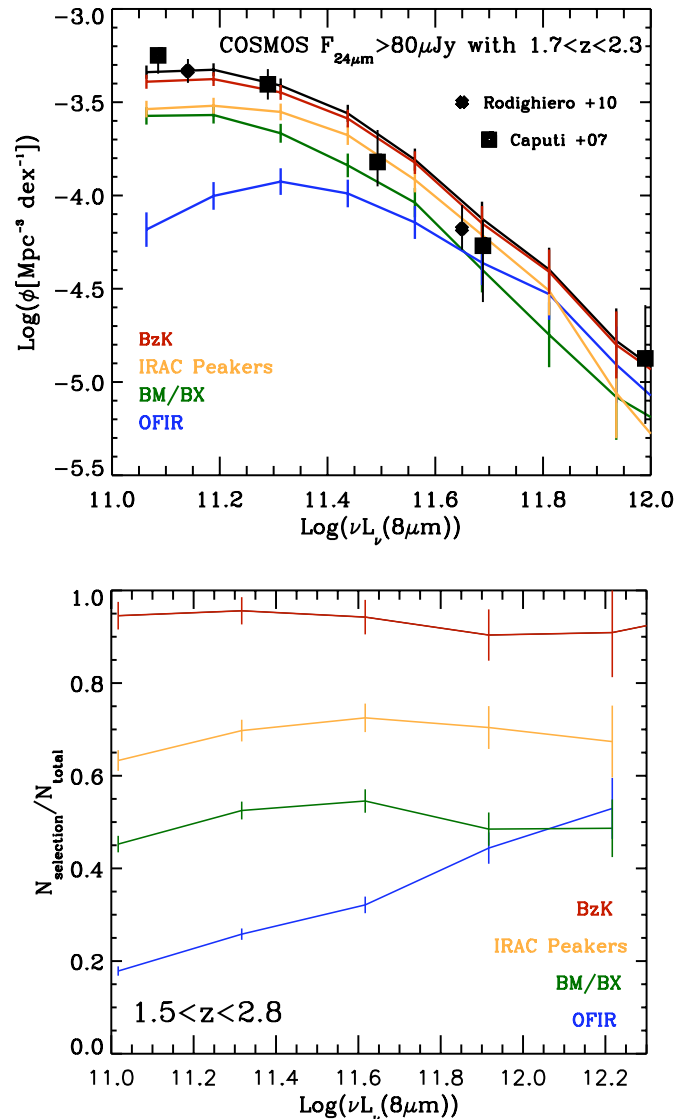 COSMOS F24μm>80μJy with 1.7<z<2.3
Rodighiero +10
Caputi +07
BzK
IRAC Peakers
BM/BX
OFIR
Log(φ[Mpc⁻³ dex⁻¹])
-3.0
-3.5
-4.0
-4.5
-5.0
-5.5
11.0 11.2 11.4 11.6 11.8 12.0
Log(νLν(8μm))
Nselection/Ntotal
1.0
0.8
0.6
0.4
0.2
0.0
BzK
IRAC Peakers
BM/BX
OFIR
1.5<z<2.8
11.0 11.2 11.4 11.6 11.8 12.0 12.2
Log(νLν(8μm))